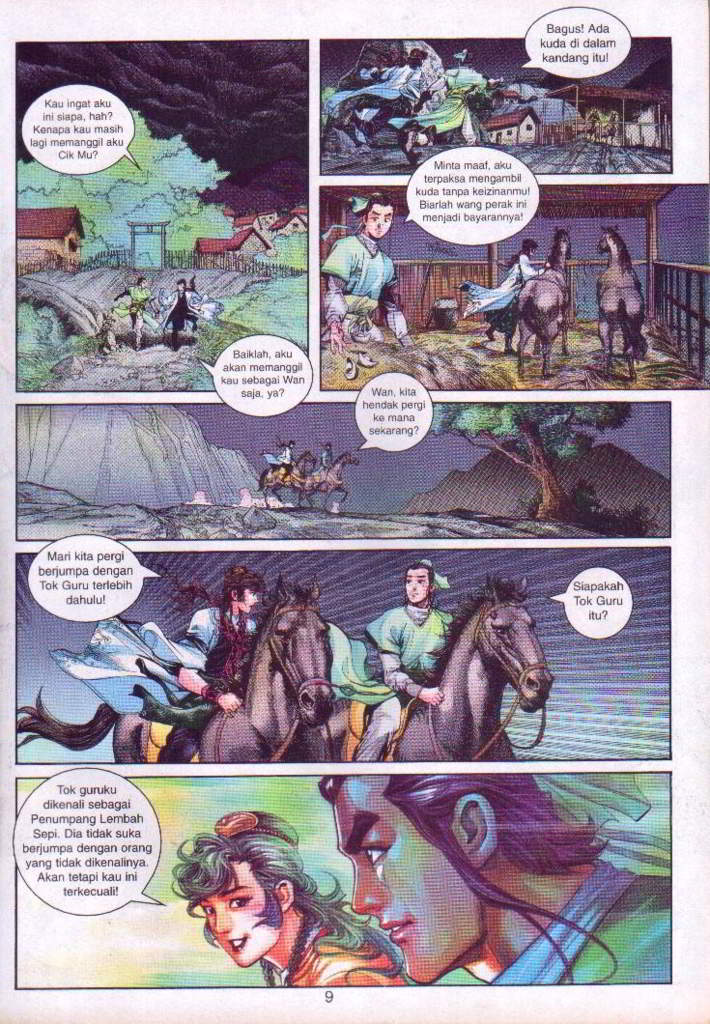 Kau ingat aku
ini siapa, hah?
Kenapa kau masih
lagi memanggil aku
Cik Mu?
Baiklah, aku
akan memanggil
kau sebagai Wan
saja, ya?
Bagus! Ada
kuda di dalam
kandang itu!
Minta maaf, aku
terpaksa mengambil
kuda tanpa keizinanmu!
Biarlah wang perak ini
menjadi bayarannya!
Wan, kita
hendak pergi
ke mana
sekarang?
Mari kita pergi
berjumpa dengan
Tok Guru terlebih
dahulu!
Siapakah
Tok Guru
itu?
Tok guruku
dikenali sebagai
Penumpang Lembah
Sepi. Dia tidak suka
berjumpa dengan orang
yang tidak dikenalinya.
Akan tetapi kau ini
terkecuali!
9